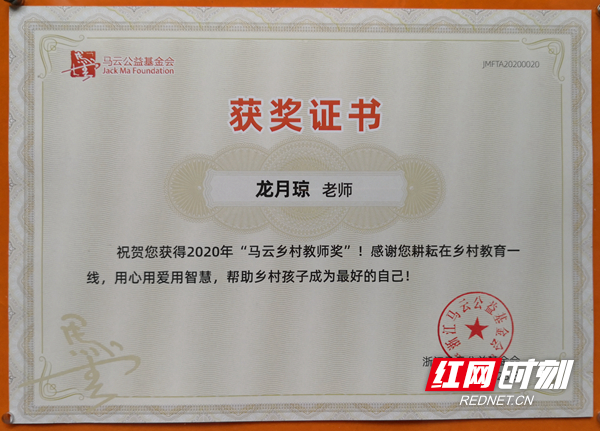 马云公益基金会
Jack Ma Foundation
JMFTA20200020
获奖证书
龙月琼 老师
祝贺您获得2020年“马云乡村教师奖”！感谢您耕耘在乡村教育一
线，用心用爱用智慧，帮助乡村孩子成为最好的自己！
浙江马云公益基金会
红网时刻
REDNET.CN